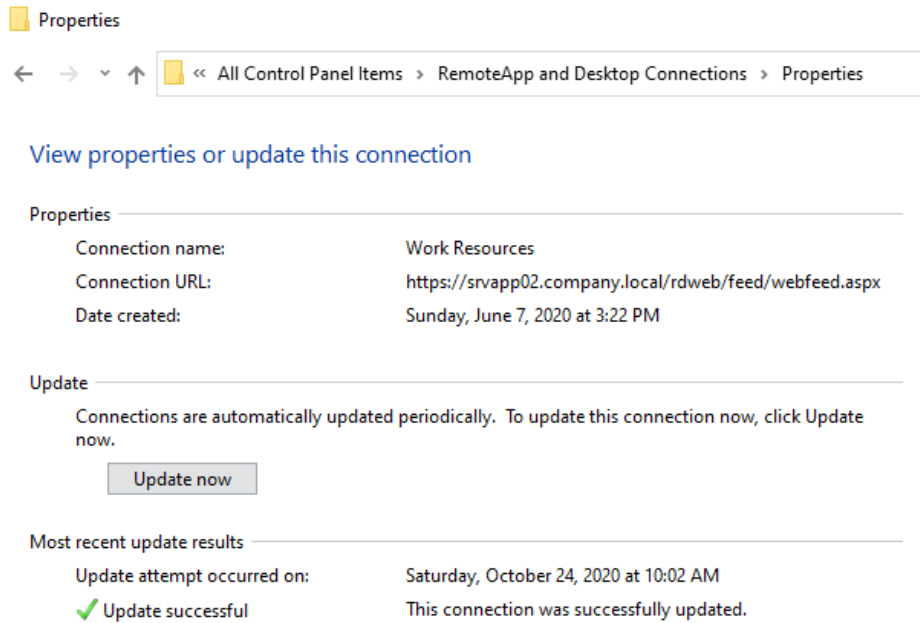 Properties
« All Control Panel Items > RemoteApp and Desktop Connections > Properties
View properties or update this connection
Properties
Connection name: Work Resources
Connection URL: https://srvapp02.company.local/rdweb/feed/webfeed.aspx
Date created: Sunday, June 7, 2020 at 3:22 PM
Update
Connections are automatically updated periodically. To update this connection now, click Update
now.
Update now
Most recent update results
Update attempt occurred on: Saturday, October 24, 2020 at 10:02 AM
Update successful This connection was successfully updated.